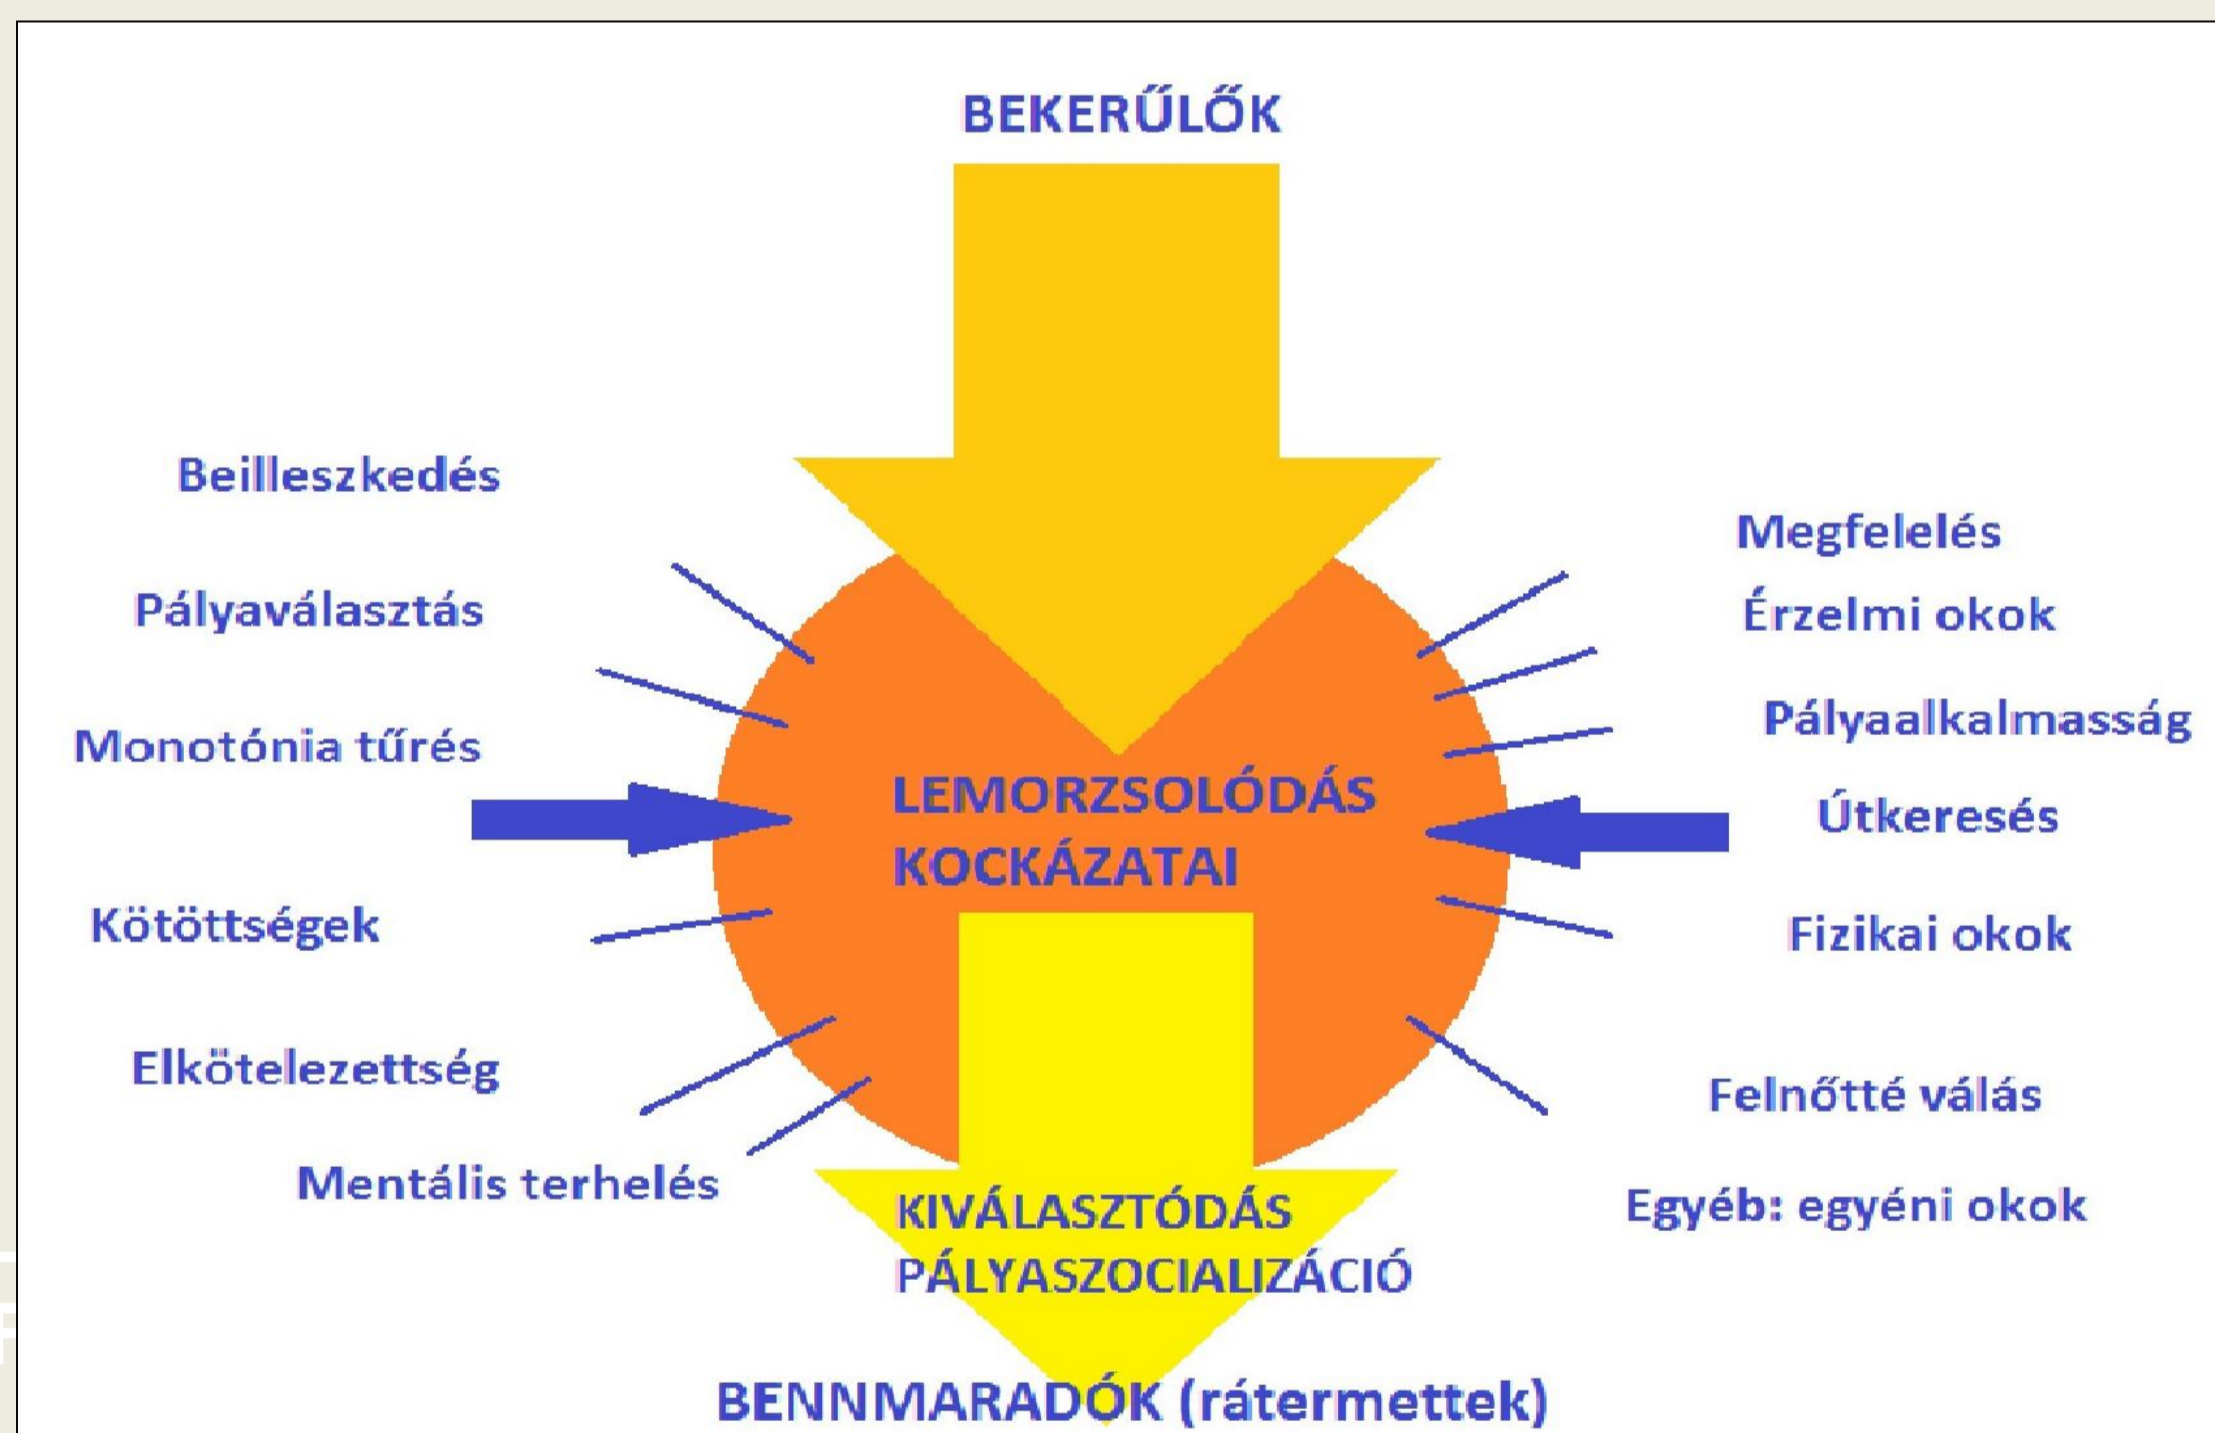 BEKERŰLŐK
Beilleszkedés
Pályaválasztás
Monotónia tűrés
Kötöttségek
Elkötelezettség
Mentális terhelés
Megfelelés
Érzelmi okok
Pályaalkalmasság
Útkeresés
Fizikai okok
Felnőtté válás
Egyéb: egyéni okok
LEMORZSOLÓDÁS
KOCKÁZATAI
KIVÁLASZTÓDÁS
PÁLYASZOCIALIZÁCIÓ
BENNMARADÓK (rátermettek)